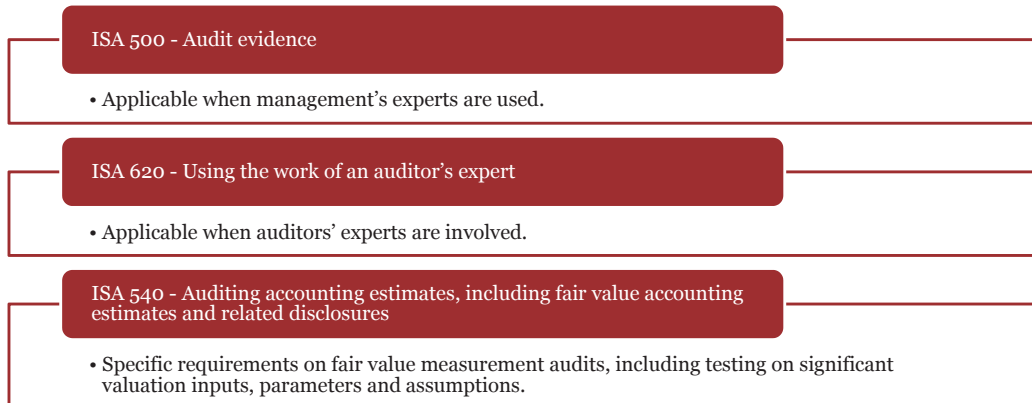 ISA 500 - Audit evidence
• Applicable when management’s experts are used.
ISA 620 - Using the work of an auditor’s expert
• Applicable when auditors’ experts are involved.
ISA 540 - Auditing accounting estimates, including fair value accounting
estimates and related disclosures
• Specific requirements on fair value measurement audits, including testing on significant
valuation inputs, parameters and assumptions.